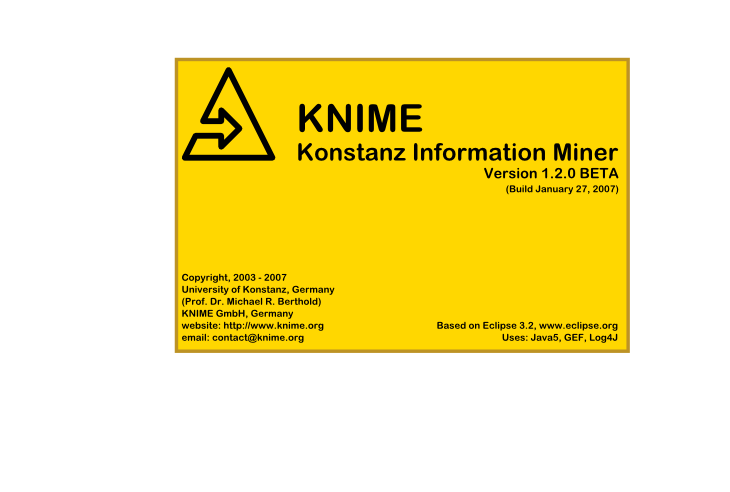 KNIME
Konstanz Information Miner
Version 1.2.0 BETA
(Build January 27, 2007)
Copyright, 2003 - 2007
University of Konstanz, Germany
(Prof. Dr. Michael R. Berthold)
KNIME GmbH, Germany
website: http://www.knime.org
email: contact@knime.org
Based on Eclipse 3.2, www.eclipse.org
Uses: Java5, GEF, Log4J